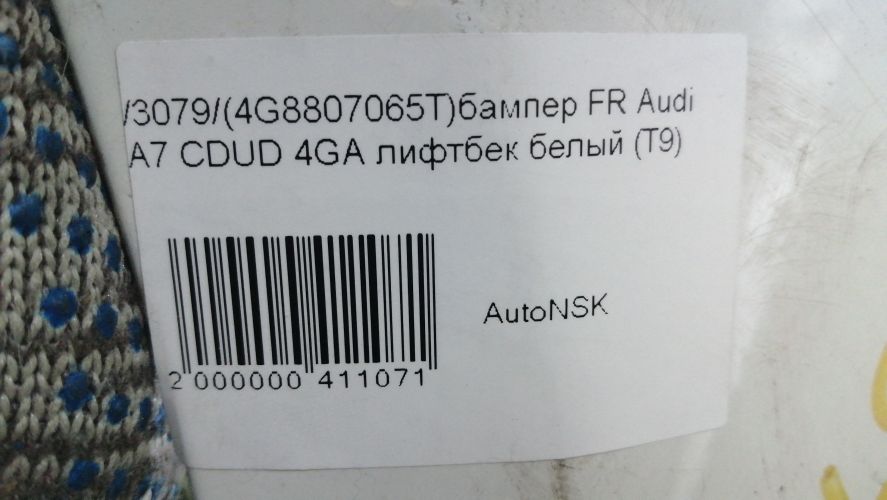 /3079/(4G8807065T)бампер FR Audi
A7 CDUD 4GA лифтбек белый (T9)
AutoNSK
2 000000 411071